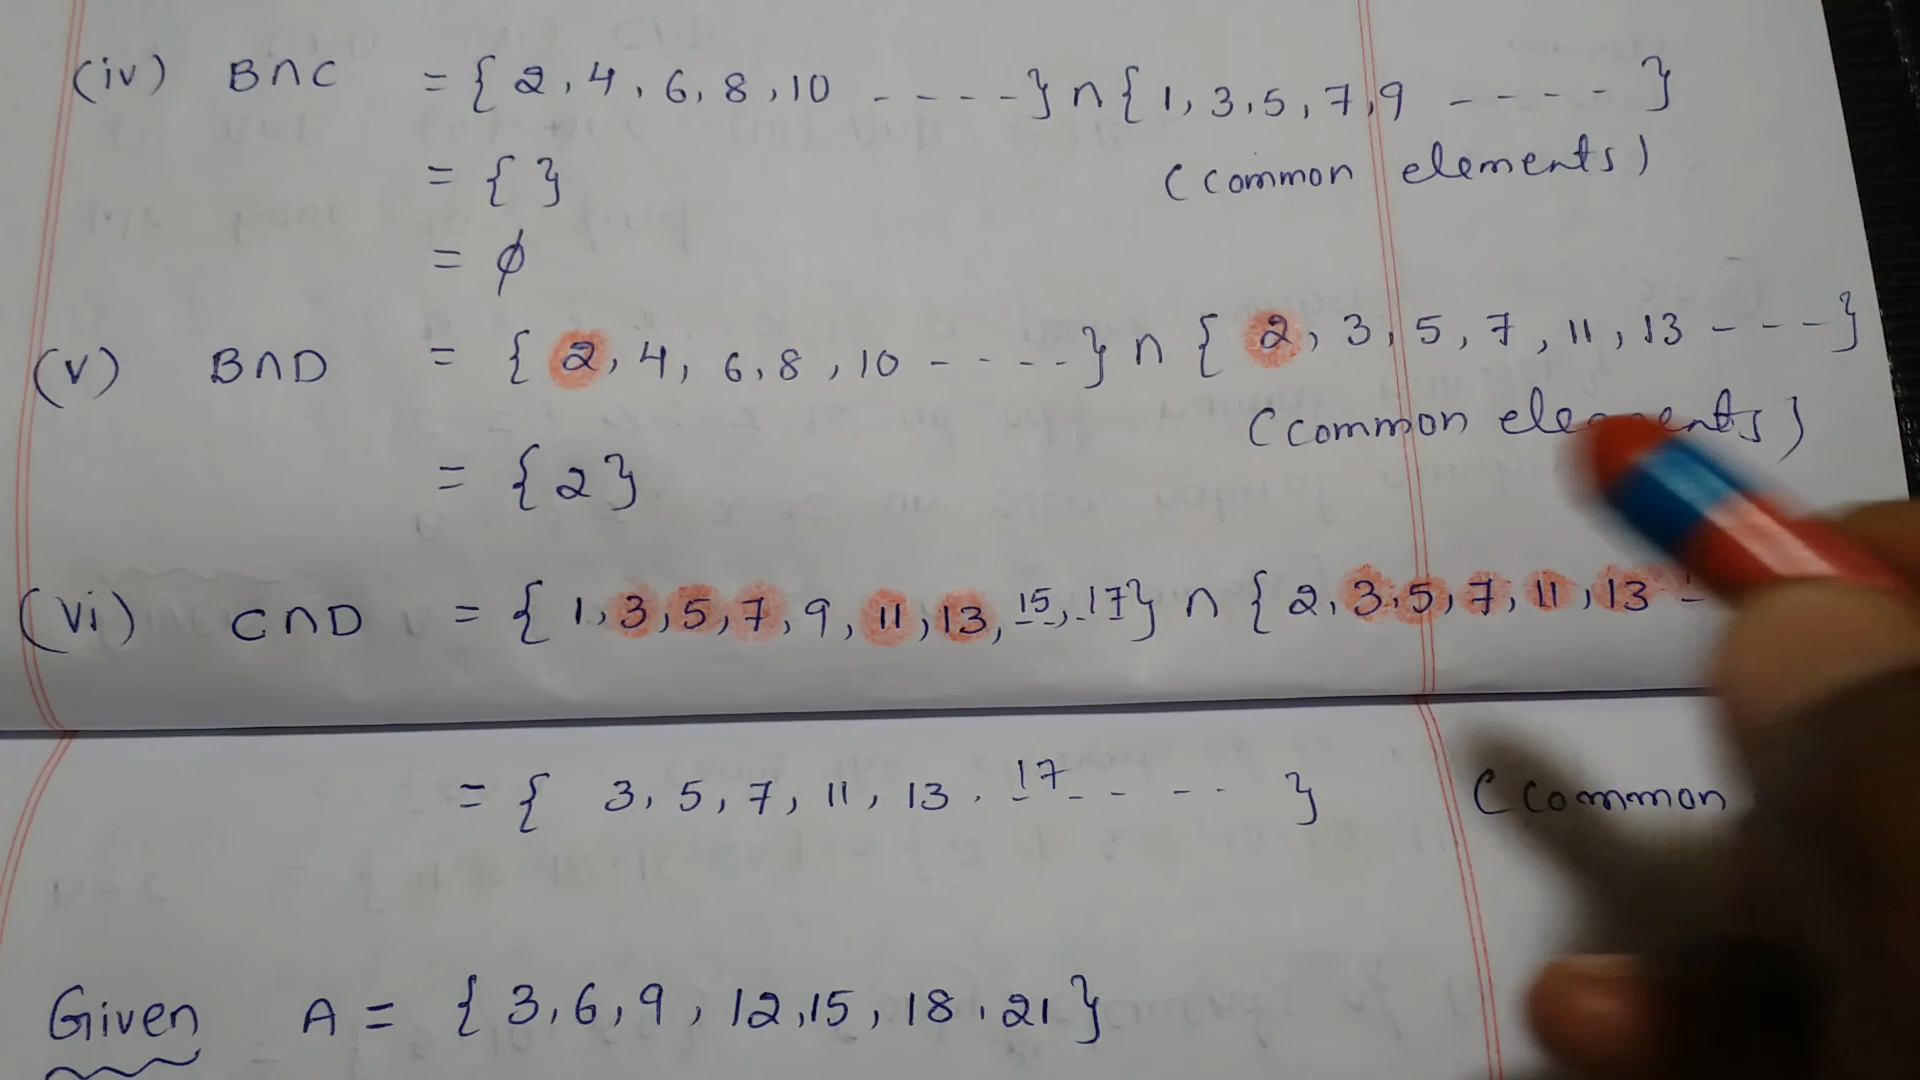 (iv) B∩C = { 2, 4, 6, 8, 10 - - - - } ∩ { 1, 3, 5, 7, 9 - - - - }
= { } (common elements)
= ϕ
(v) B∩D = { 2, 4, 6, 8, 10 - - - - } ∩ { 2, 3, 5, 7, 11, 13 - - - }
(common elements)
= { 2 }
(vi) C∩D = { 1, 3, 5, 7, 9, 11, 13, 15, 17 } ∩ { 2, 3, 5, 7, 11, 13 -
= { 3, 5, 7, 11, 13, 17 - - - - } (common
Given A = { 3, 6, 9, 12, 15, 18, 21 }